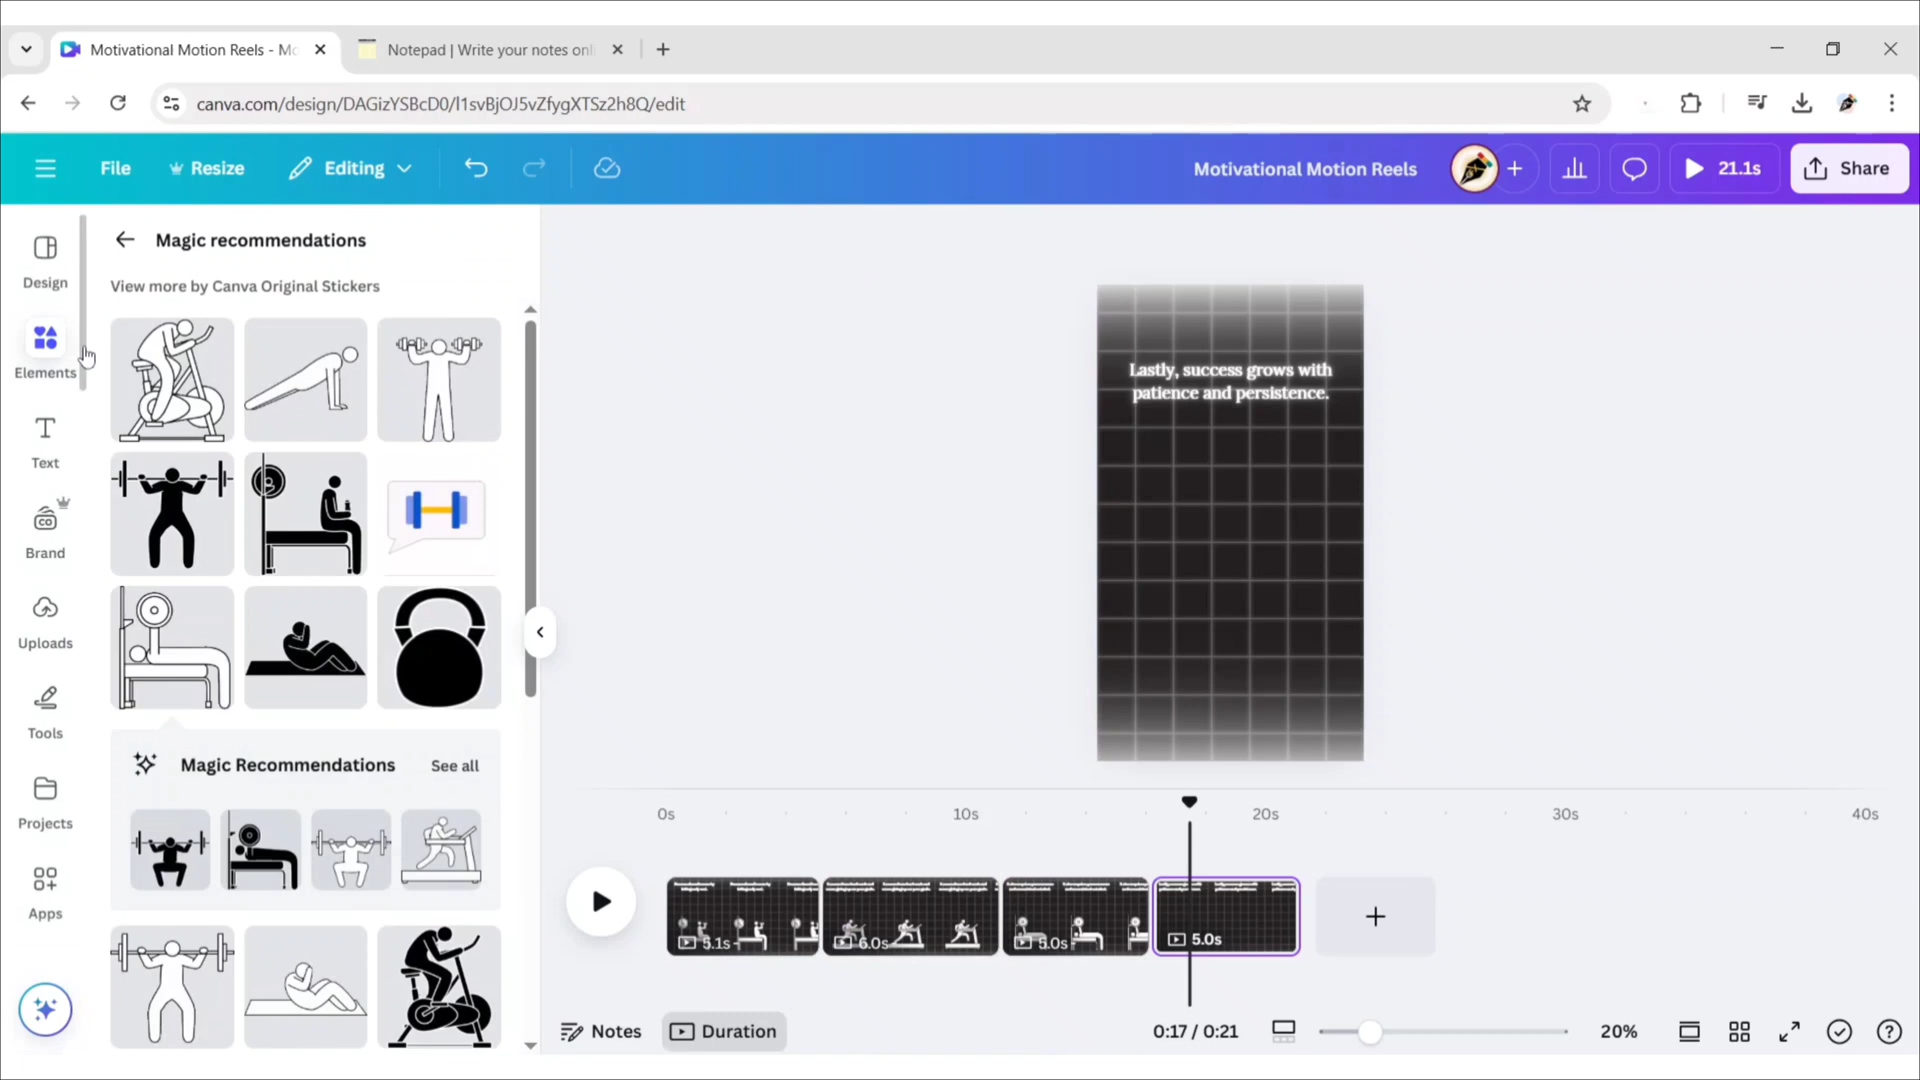 Motivational Motion Reels - Mo
Notepad | Write your notes onl
canva.com/design/DAGizYSBcD0/l1svBjOJ5vZfygXTSz2h8Q/edit
File
Resize
Editing
Motivational Motion Reels
21.1s
Share
Design
Elements
Text
Brand
Uploads
Tools
Projects
Apps
Magic recommendations
View more by Canva Original Stickers
Magic Recommendations
See all
Lastly, success grows with
patience and persistence.
0s
10s
20s
30s
40s
5.1s
6.0s
5.0s
5.0s
Notes
Duration
0:17 / 0:21
20%